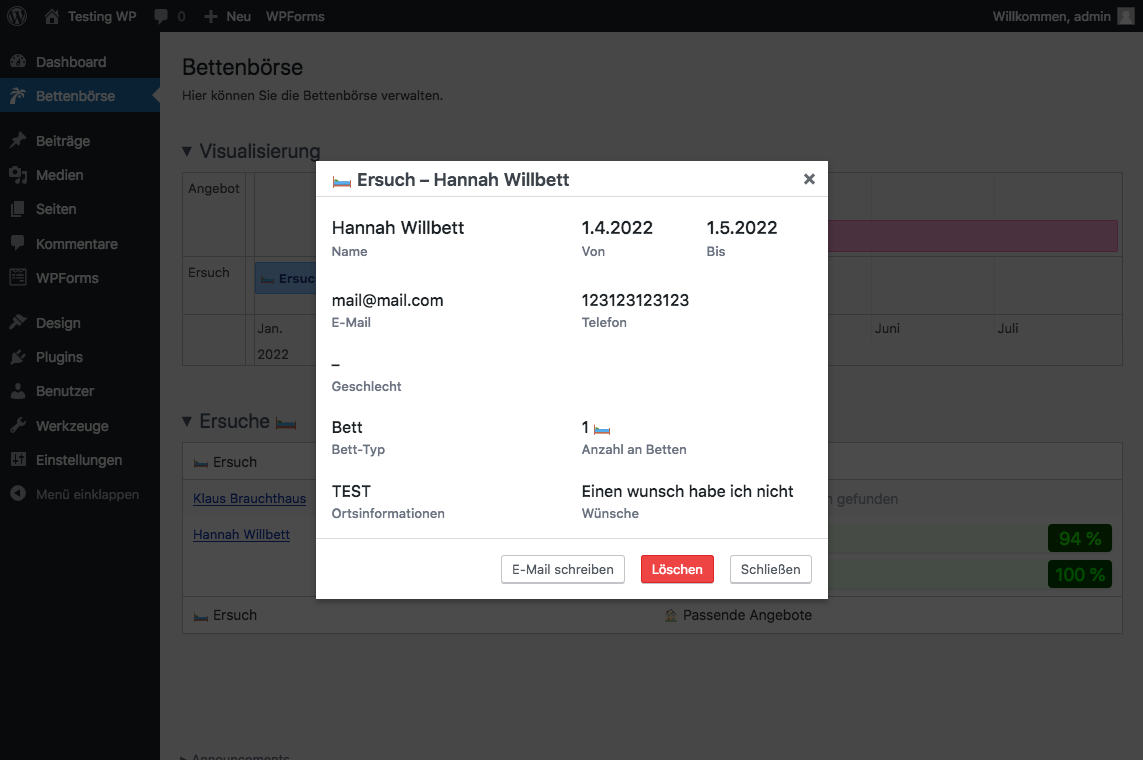 Testing WP 0 Neu WPForms Willkommen, admin
Dashboard
Bettenbörse
Beiträge
Medien
Seiten
Kommentare
WPForms
Design
Plugins
Benutzer
Werkzeuge
Einstellungen
Menü einklappen
Bettenbörse
Hier können Sie die Bettenbörse verwalten.
▼ Visualisierung
Angebot
Ersuch
Jan. Juni Juli
2022
Ersuch – Hannah Willbett ×
Hannah Willbett 1.4.2022 1.5.2022
Name Von Bis
mail@mail.com 123123123123
E-Mail Telefon
–
Geschlecht
Bett 1
Bett-Typ Anzahl an Betten
TEST Einen wunsch habe ich nicht
Ortsinformationen Wünsche
E-Mail schreiben Löschen Schließen
▼ Ersuche
Ersuch
Klaus Brauchthaus gefunden
Hannah Willbett 94 %
100 %
Ersuch Passende Angebote
Announcements